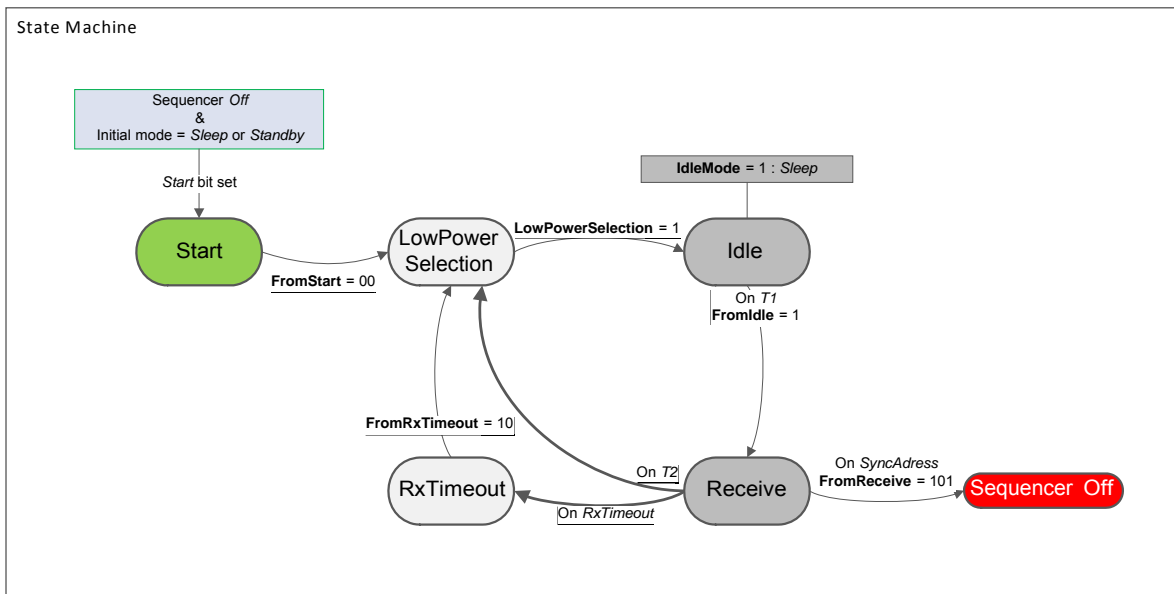 State Machine
Sequencer Off
&
Initial mode = Sleep or Standby
Start bit set
IdleMode = 1 : Sleep
Start
FromStart = 00
LowPower
Selection
LowPowerSelection = 1
Idle
On T1
FromIdle = 1
FromRxTimeout = 10
On T2
RxTimeout
On RxTimeout
Receive
On SyncAdress
FromReceive = 101
Sequencer Off